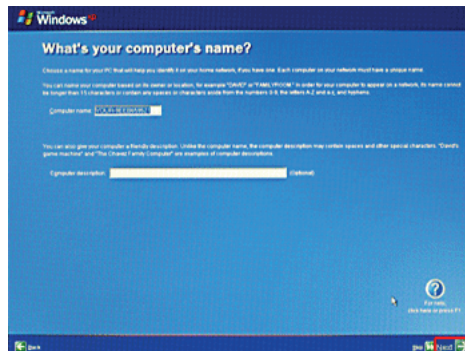 Microsoft
Windows xp
What's your computer's name?
Choose a name for your PC that will help you identify it on your home network, if you have one. Each computer on your network must have a unique name.
You can name your computer based on its owner or location, for example "DAVID" or "FAMILYROOM." In order for your computer to appear on a network, its name cannot
be longer than 15 characters or contain any spaces or characters aside from the numbers 0-9, the letters A-Z and a-z, and hyphens.
Computer name:
You can also give your computer a friendly description. Unlike the computer name, the computer description may contain spaces and other special characters. "David's
game machine" and "The Chavez Family Computer" are examples of computer descriptions.
Computer description: (Optional)
?
For help,
click here or press F1
Back Skip Next